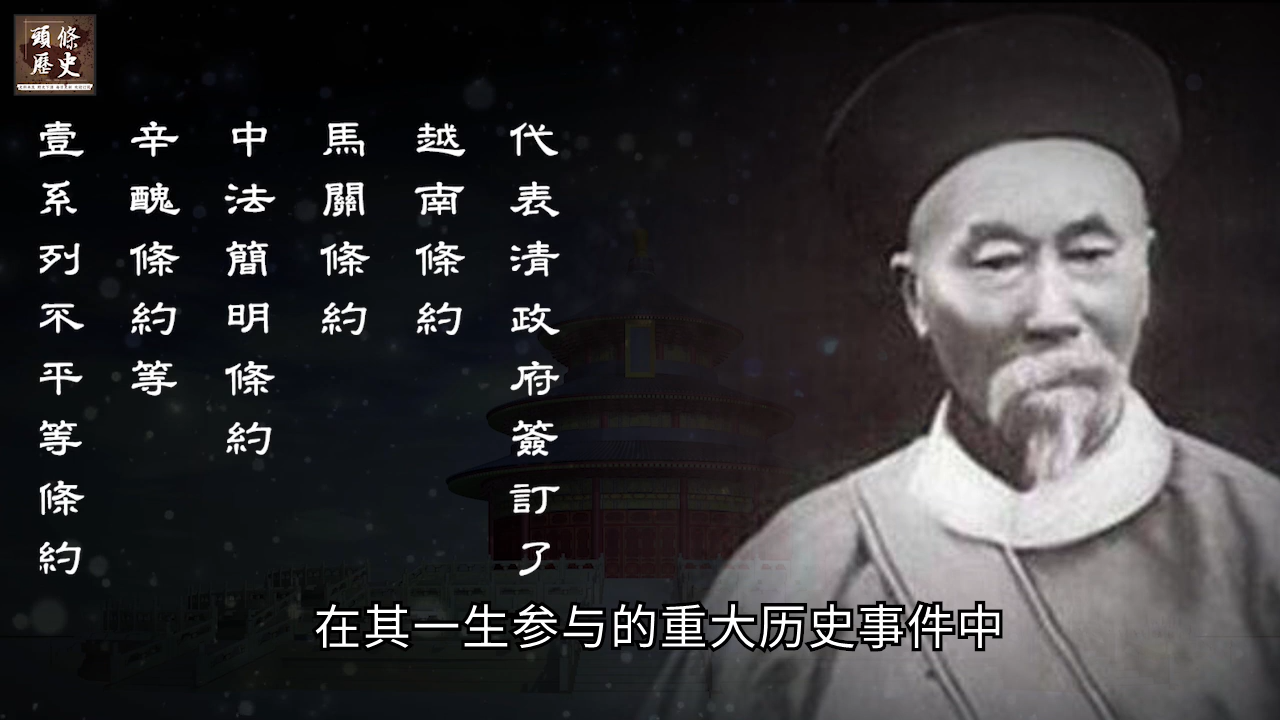 頭條
歷史
代表清政府簽訂了
越南條約
馬關條約
中法簡明條約
辛醜條約等
壹系列不平等條約
在其一生参与的重大历史事件中